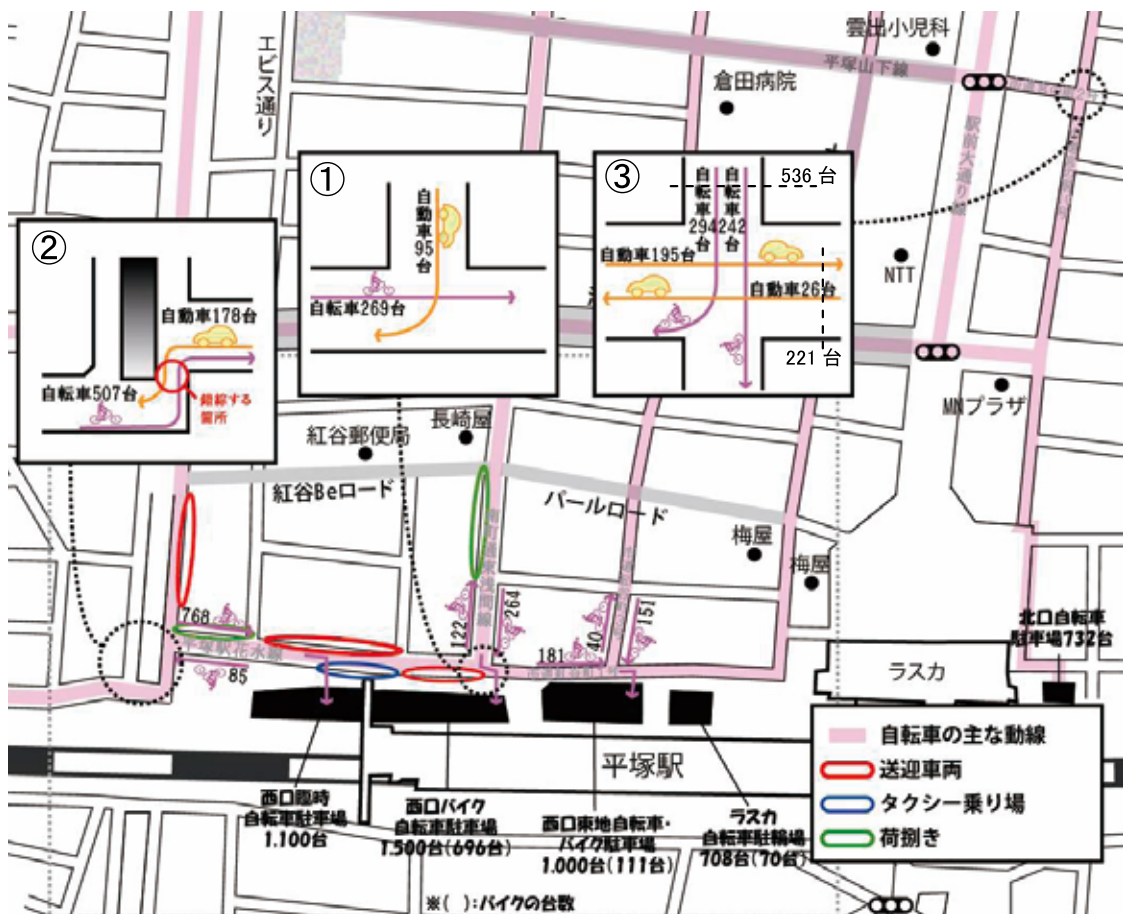 雲出小児科
平塚山下線
エビス通り
倉田病院
駅前大通り線
①
自動車95台
自転車269台
②
自動車178台
自転車507台
錯綜する
箇所
③
自転車294台
自転車242台
536 台
自動車195台
自動車26台
221 台
NTT
MNプラザ
長崎屋
紅谷郵便局
紅谷Beロード
パールロード
梅屋
梅屋
768
平塚駅花水線
85
122
264
181
40
151
北口自転車
駐車場732台
ラスカ
平塚駅
西口臨時
自転車駐車場
1.100台
西口バイク
自転車駐車場
1.500台(696台)
西口東地自転車・
バイク駐車場
1.000台(111台)
ラスカ
自転車駐輪場
708台(70台)
※( ):バイクの台数
自転車の主な動線
送迎車両
タクシー乗り場
荷捌き